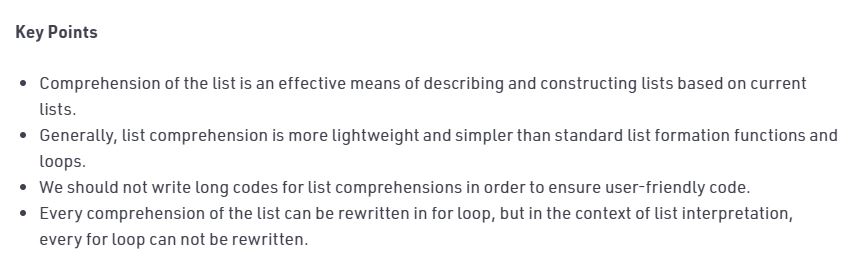 Key Points
• Comprehension of the list is an effective means of describing and constructing lists based on current
lists.
• Generally, list comprehension is more lightweight and simpler than standard list formation functions and
loops.
• We should not write long codes for list comprehensions in order to ensure user-friendly code.
• Every comprehension of the list can be rewritten in for loop, but in the context of list interpretation,
every for loop can not be rewritten.